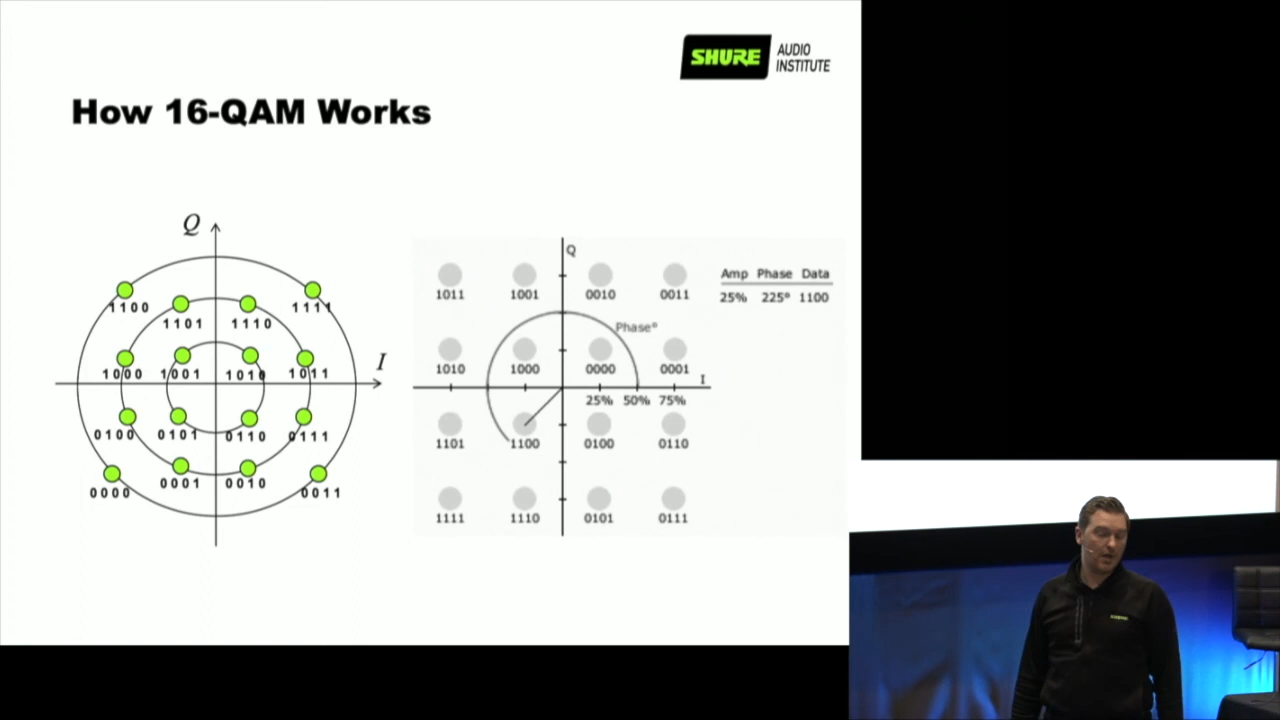 SHURE AUDIO INSTITUTE
How 16-QAM Works
Q
I
1100 1111
1101 1110
1000 1001 1010 1011
0100 0101 0110 0111
0001 0010
0000 0011
Q
I
1011 1001 0010 0011
Phase°
1010 1000 0000 0001
25% 50% 75%
1101 1100 0100 0110
1111 1110 0101 0111
Amp Phase Data
25% 225° 1100
SHURE